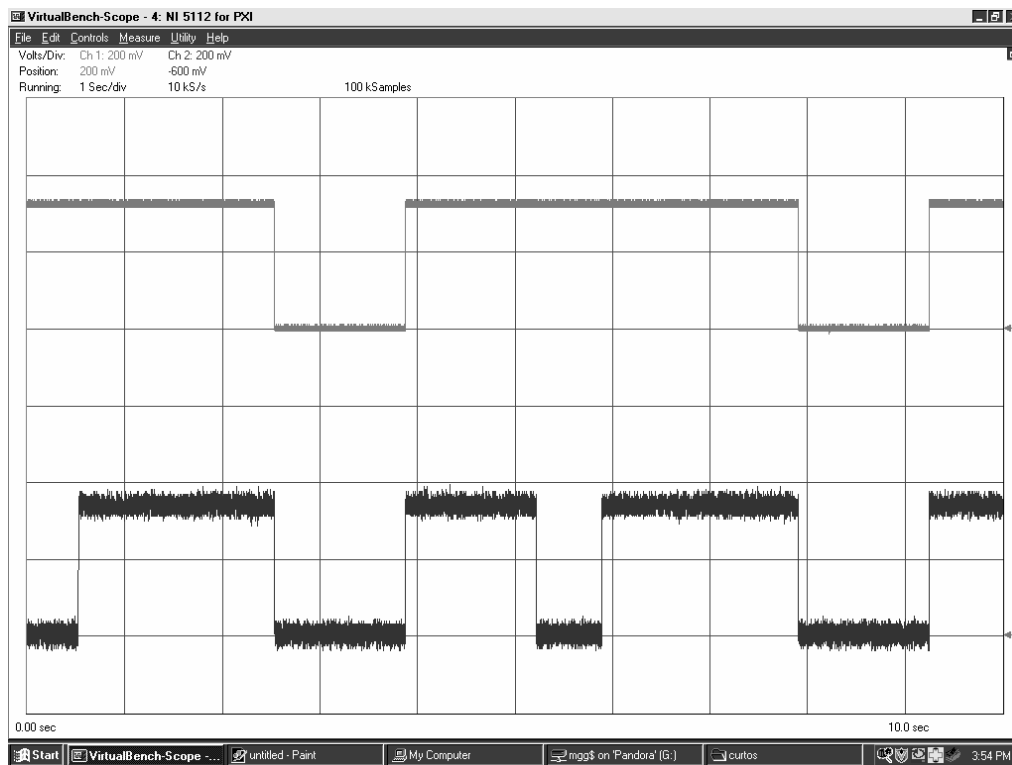 VirtualBench-Scope - 4: NI 5112 for PXI
File Edit Controls Measure Utility Help
Volts/Div: Ch 1: 200 mV Ch 2: 200 mV
Position: 200 mV -600 mV
Running: 1 Sec/div 10 kS/s 100 kSamples
0.00 sec 10.0 sec
Start VirtualBench-Scope -... untitled - Paint My Computer mgg$ on 'Pandora' (G:) curtos 3:54 PM